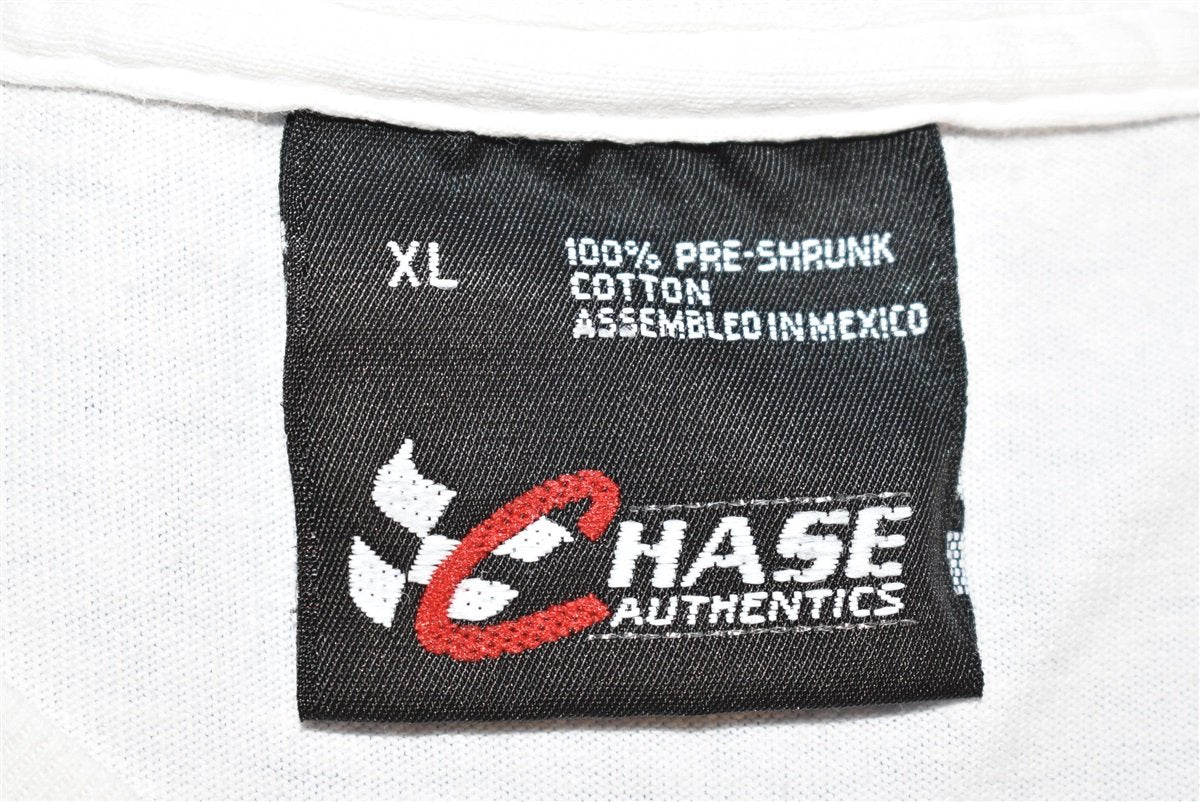 XL
100% PRE-SHRUNK
COTTON
ASSEMBLED IN MEXICO
CHASE
AUTHENTICS